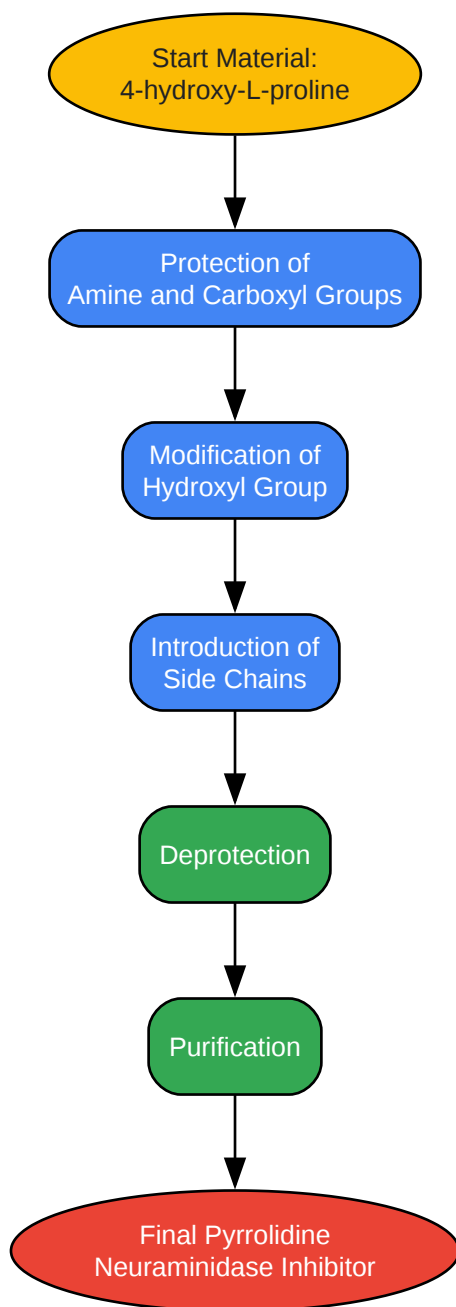 Start Material:
4-hydroxy-L-proline
Protection of
Amine and Carboxyl Groups
Modification of
Hydroxyl Group
Introduction of
Side Chains
Deprotection
Purification
Final Pyrrolidine
Neuraminidase Inhibitor